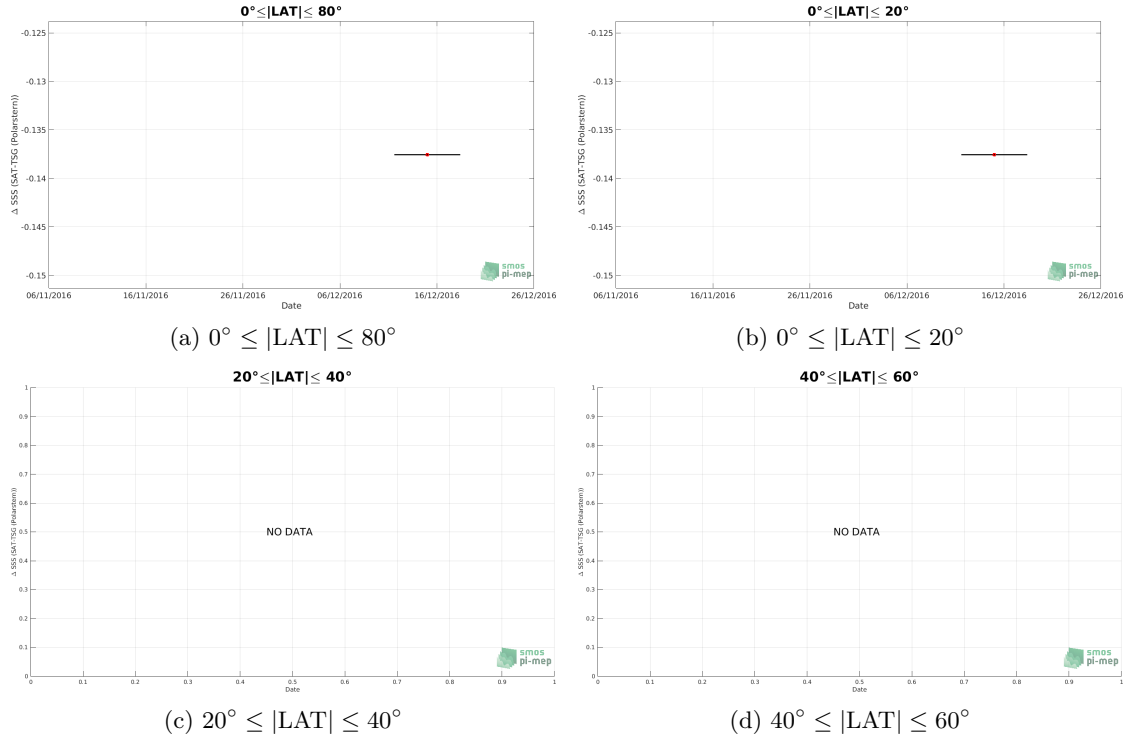 0°≤|LAT|≤ 80°
-0.125
-0.13
-0.135
-0.14
-0.145
-0.15
Δ SSS (SAT-TSG (Polarstern))
06/11/2016 16/11/2016 26/11/2016 06/12/2016 16/12/2016 26/12/2016
Date
smos
pi-mep
(a) 0° ≤ |LAT| ≤ 80°
0°≤|LAT|≤ 20°
-0.125
-0.13
-0.135
-0.14
-0.145
-0.15
Δ SSS (SAT-TSG (Polarstern))
06/11/2016 16/11/2016 26/11/2016 06/12/2016 16/12/2016 26/12/2016
Date
smos
pi-mep
(b) 0° ≤ |LAT| ≤ 20°
20°≤|LAT|≤ 40°
1
0.9
0.8
0.7
0.6
0.5
0.4
0.3
0.2
0.1
0
Δ SSS (SAT-TSG (Polarstern))
NO DATA
0 0.1 0.2 0.3 0.4 0.5 0.6 0.7 0.8 0.9 1
Date
smos
pi-mep
(c) 20° ≤ |LAT| ≤ 40°
40°≤|LAT|≤ 60°
1
0.9
0.8
0.7
0.6
0.5
0.4
0.3
0.2
0.1
0
Δ SSS (SAT-TSG (Polarstern))
NO DATA
0 0.1 0.2 0.3 0.4 0.5 0.6 0.7 0.8 0.9 1
Date
smos
pi-mep
(d) 40° ≤ |LAT| ≤ 60°